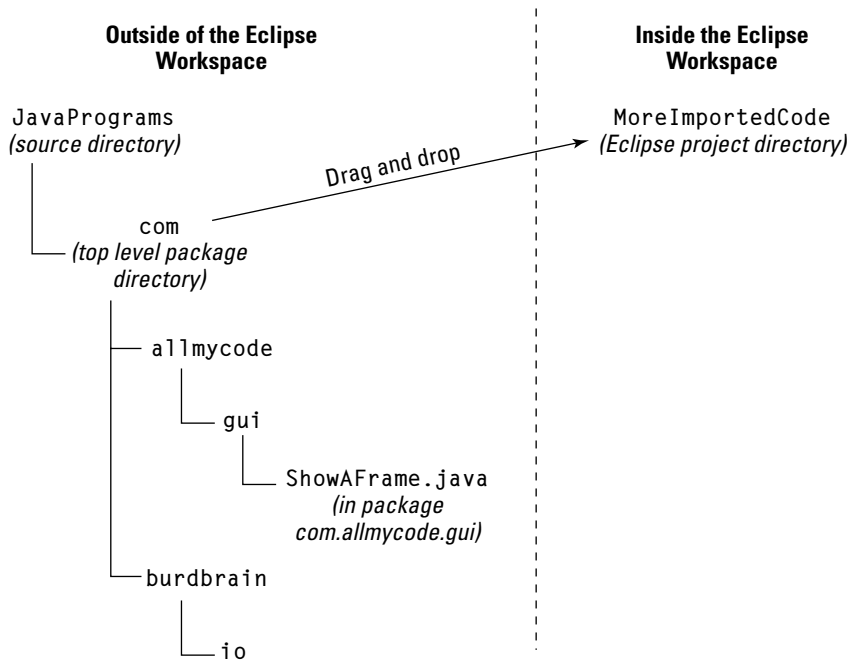 Outside of the Eclipse
Workspace
Inside the Eclipse
Workspace
JavaPrograms
(source directory)
MoreImportedCode
(Eclipse project directory)
Drag and drop
com
(top level package
directory)
allmycode
gui
ShowAFrame.java
(in package
com.allmycode.gui)
burdbrain
io